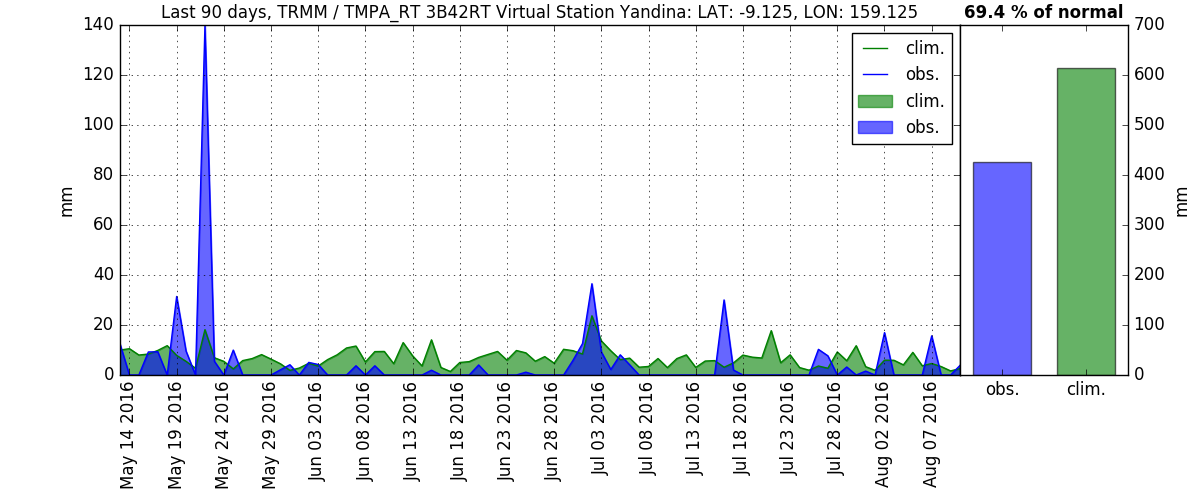 Last 90 days, TRMM / TMPA_RT 3B42RT Virtual Station Yandina: LAT: -9.125, LON: 159.125
69.4 % of normal
140
120
100
80
60
40
20
0
mm
clim.
obs.
clim.
obs.
700
600
500
400
300
200
100
0
mm
obs.
clim.
May 14 2016
May 19 2016
May 24 2016
May 29 2016
Jun 03 2016
Jun 08 2016
Jun 13 2016
Jun 18 2016
Jun 23 2016
Jun 28 2016
Jul 03 2016
Jul 08 2016
Jul 13 2016
Jul 18 2016
Jul 23 2016
Jul 28 2016
Aug 02 2016
Aug 07 2016